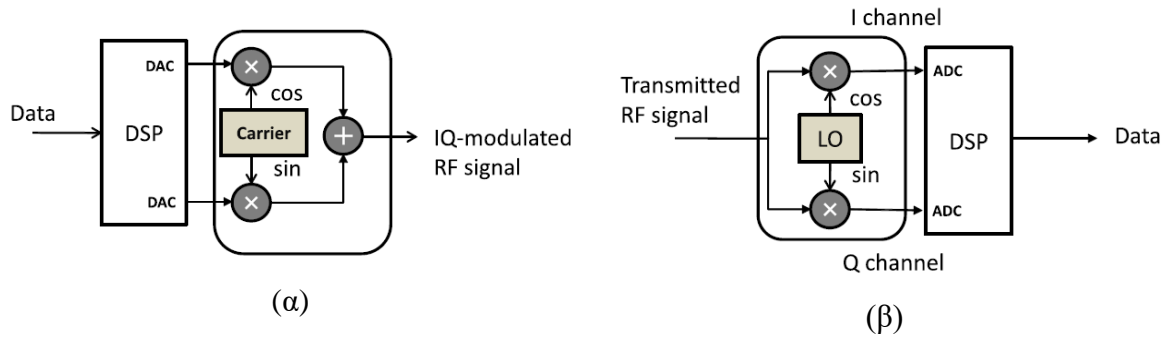 DAC
×
cos
Data
DSP
Carrier
+
IQ-modulated
RF signal
sin
DAC
×
(α)
I channel
Transmitted
RF signal
×
ADC
cos
LO
DSP
Data
sin
×
ADC
Q channel
(β)